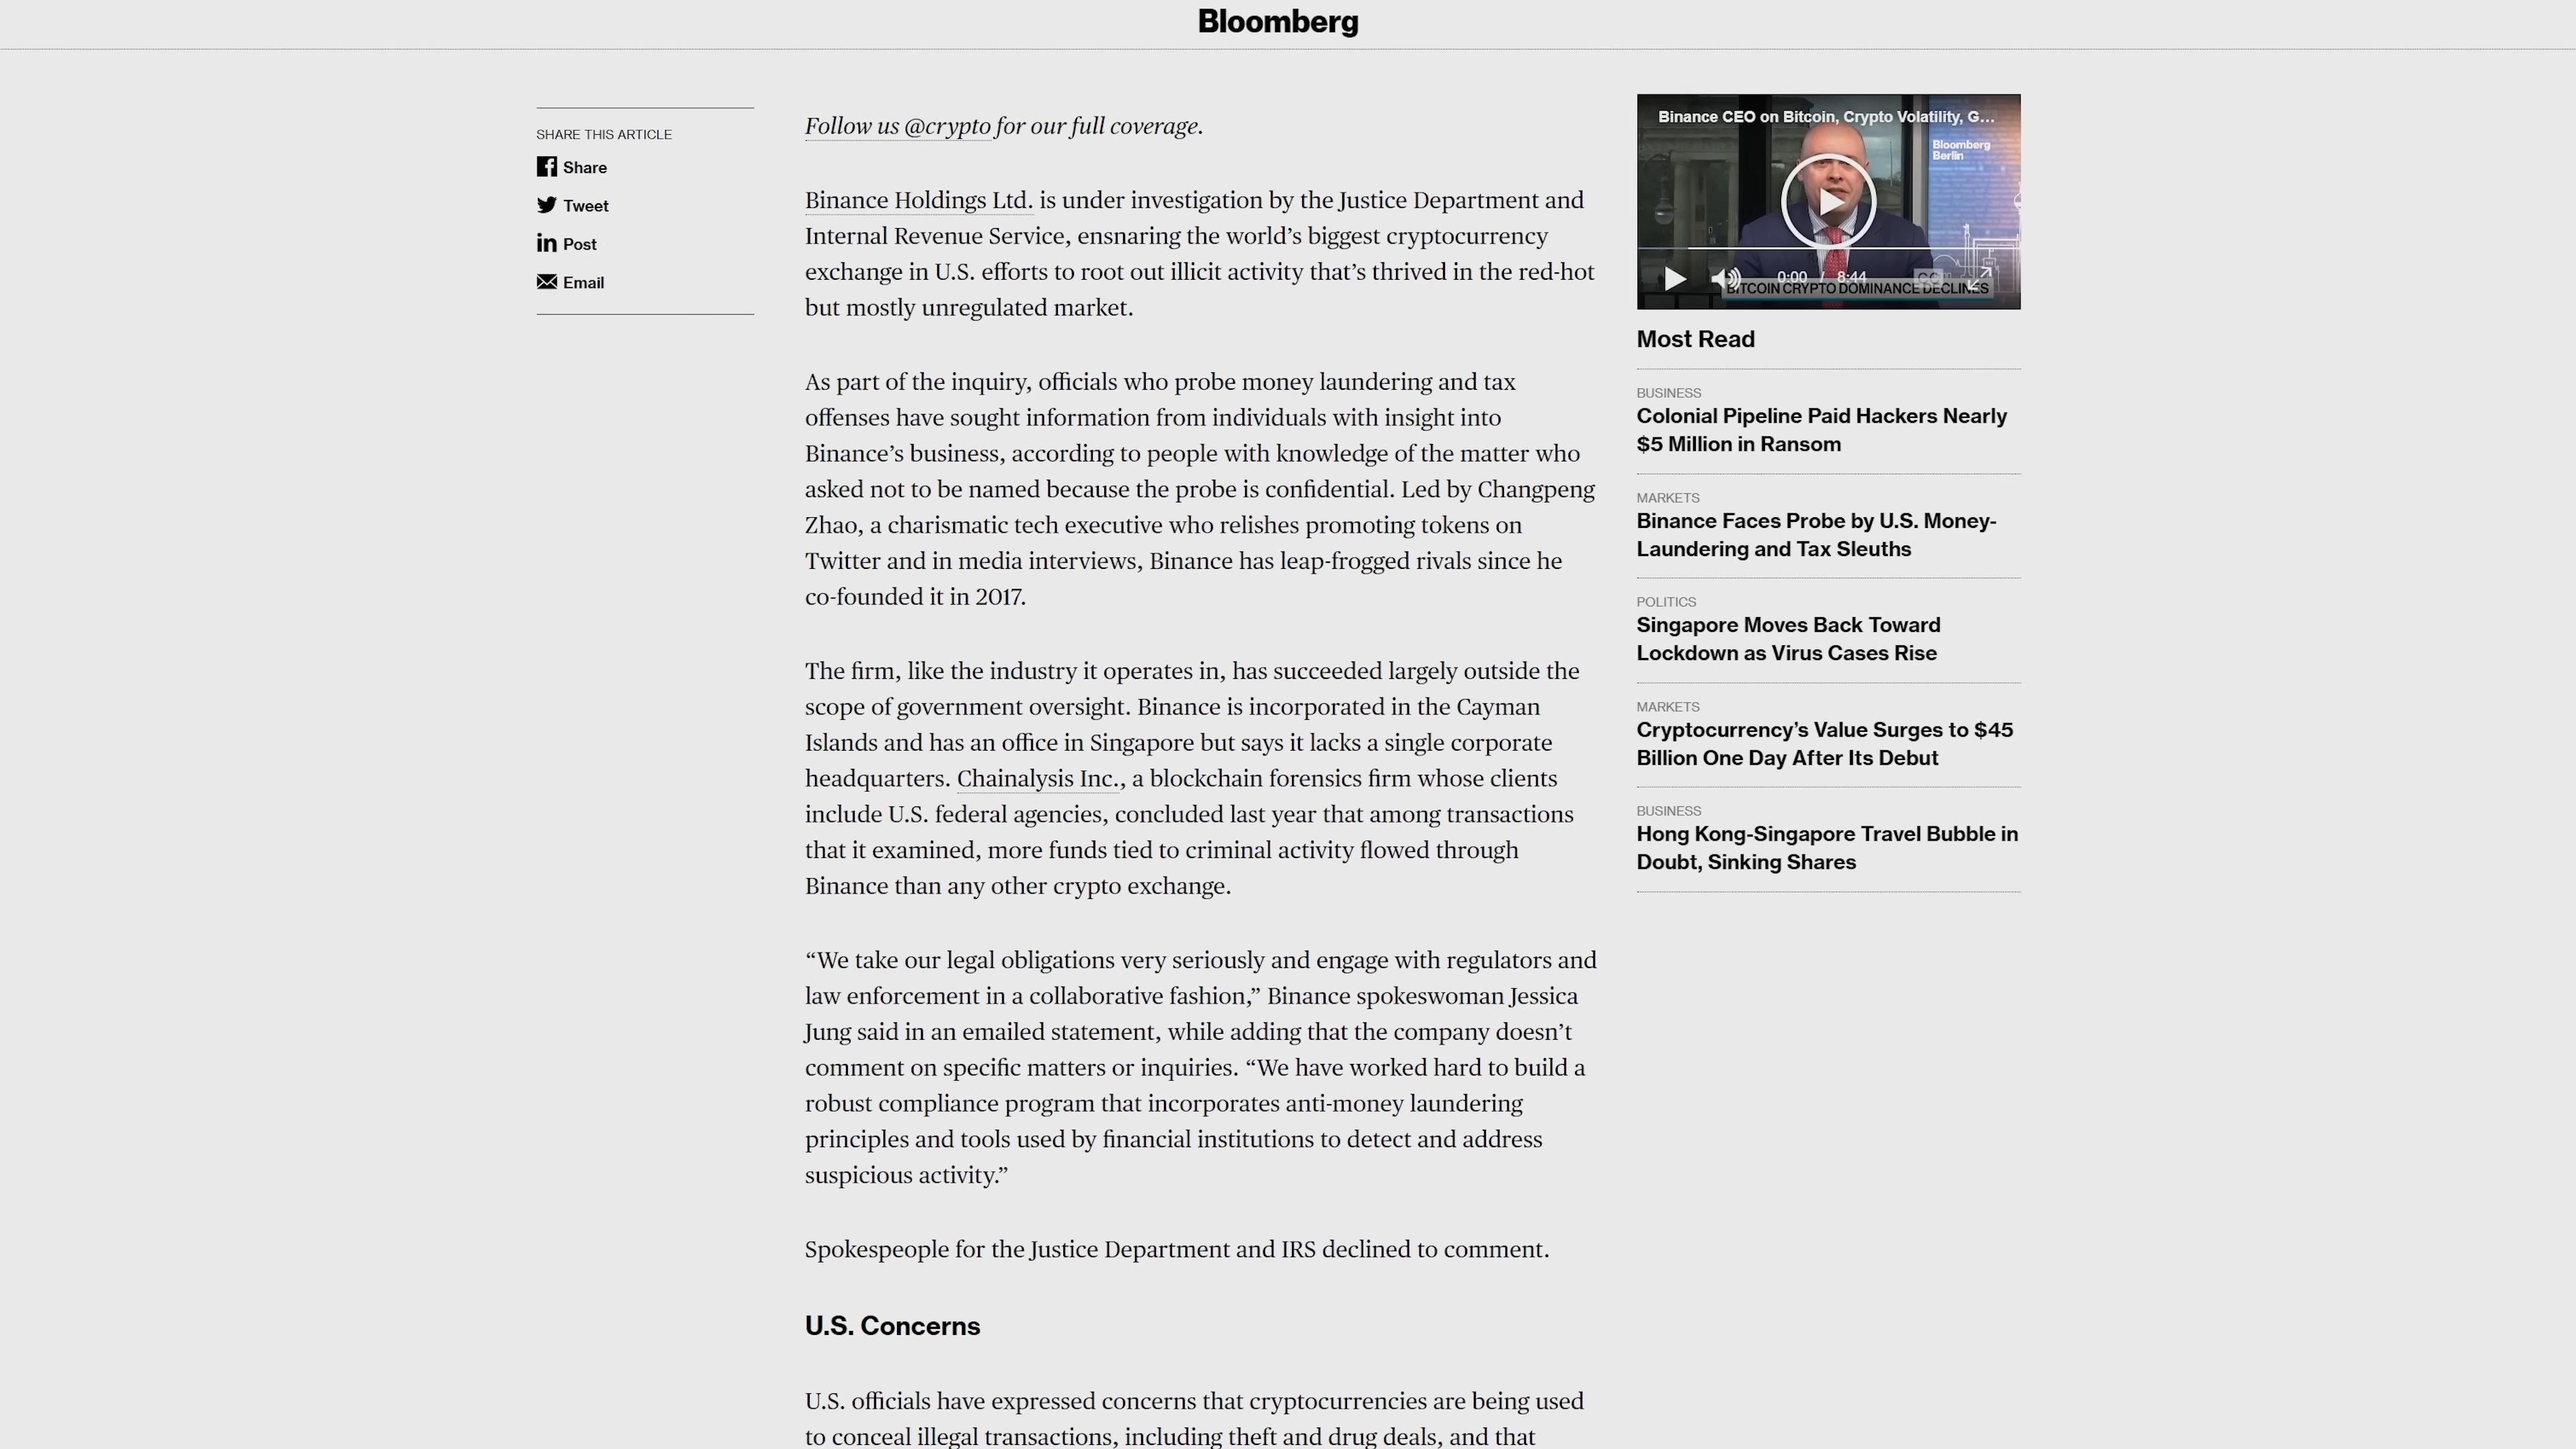 Bloomberg
SHARE THIS ARTICLE
Share
Tweet
Post
Email
Follow us @crypto for our full coverage.
Binance Holdings Ltd. is under investigation by the Justice Department and
Internal Revenue Service, ensnaring the world’s biggest cryptocurrency
exchange in U.S. efforts to root out illicit activity that’s thrived in the red-hot
but mostly unregulated market.
As part of the inquiry, officials who probe money laundering and tax
offenses have sought information from individuals with insight into
Binance’s business, according to people with knowledge of the matter who
asked not to be named because the probe is confidential. Led by Changpeng
Zhao, a charismatic tech executive who relishes promoting tokens on
Twitter and in media interviews, Binance has leap-frogged rivals since he
co-founded it in 2017.
The firm, like the industry it operates in, has succeeded largely outside the
scope of government oversight. Binance is incorporated in the Cayman
Islands and has an office in Singapore but says it lacks a single corporate
headquarters. Chainalysis Inc., a blockchain forensics firm whose clients
include U.S. federal agencies, concluded last year that among transactions
that it examined, more funds tied to criminal activity flowed through
Binance than any other crypto exchange.
“We take our legal obligations very seriously and engage with regulators and
law enforcement in a collaborative fashion,” Binance spokeswoman Jessica
Jung said in an emailed statement, while adding that the company doesn’t
comment on specific matters or inquiries. “We have worked hard to build a
robust compliance program that incorporates anti-money laundering
principles and tools used by financial institutions to detect and address
suspicious activity.”
Spokespeople for the Justice Department and IRS declined to comment.
U.S. Concerns
U.S. officials have expressed concerns that cryptocurrencies are being used
to conceal illegal transactions, including theft and drug deals, and that
Binance CEO on Bitcoin, Crypto Volatility, G...
Bloomberg
Berlin
0:00 / 8:44
CC
BITCOIN CRYPTO DOMINANCE DECLINES
Most Read
BUSINESS
Colonial Pipeline Paid Hackers Nearly
$5 Million in Ransom
MARKETS
Binance Faces Probe by U.S. Money-
Laundering and Tax Sleuths
POLITICS
Singapore Moves Back Toward
Lockdown as Virus Cases Rise
MARKETS
Cryptocurrency’s Value Surges to $45
Billion One Day After Its Debut
BUSINESS
Hong Kong-Singapore Travel Bubble in
Doubt, Sinking Shares